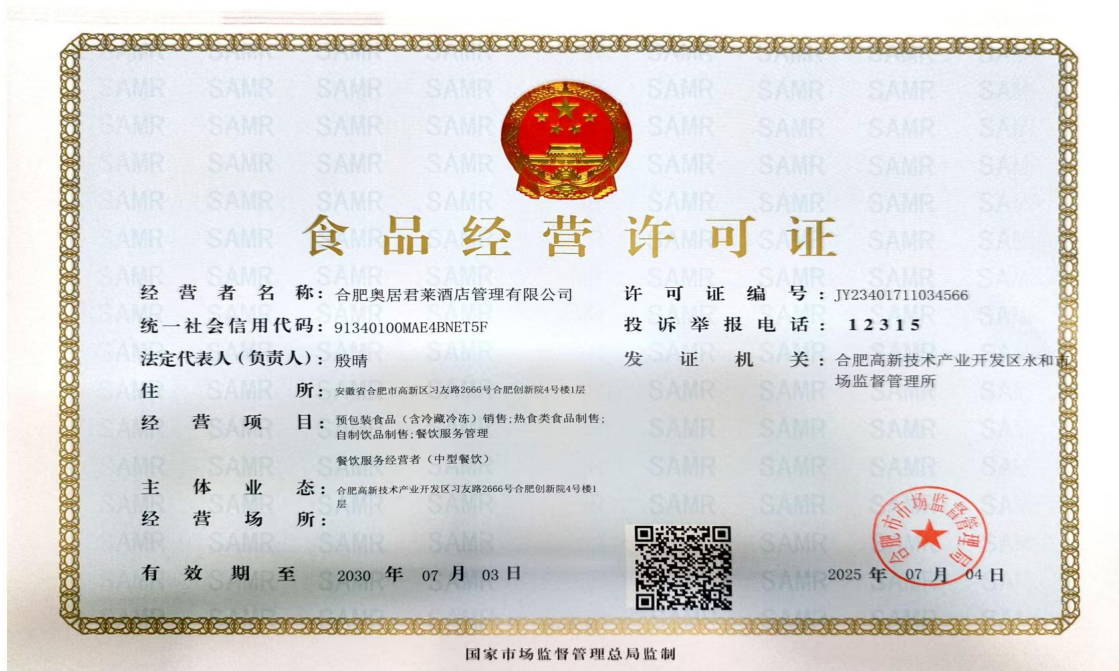 食品经营许可证
经营者名称：合肥奥居君莱酒店管理有限公司
许可证编号：JY23401711034566
统一社会信用代码：91340100MAE4BNET5F
投诉举报电话：12315
法定代表人（负责人）：殷晴
发证机关：合肥高新技术产业开发区永和市
场监督管理所
住所：安徽省合肥市高新区习友路2666号合肥创新院4号楼1层
经营项目：预包装食品（含冷藏冷冻）销售;热食类食品制售;
自制饮品制售;餐饮服务管理
餐饮服务经营者（中型餐饮）
主体业态：合肥高新技术产业开发区习友路2666号合肥创新院4号楼1
层
经营场所：
有效期至 2030 年 07 月 03 日
合肥市市场监督管理局
2025 年 07 月 04 日
国家市场监督管理总局监制
SAMR